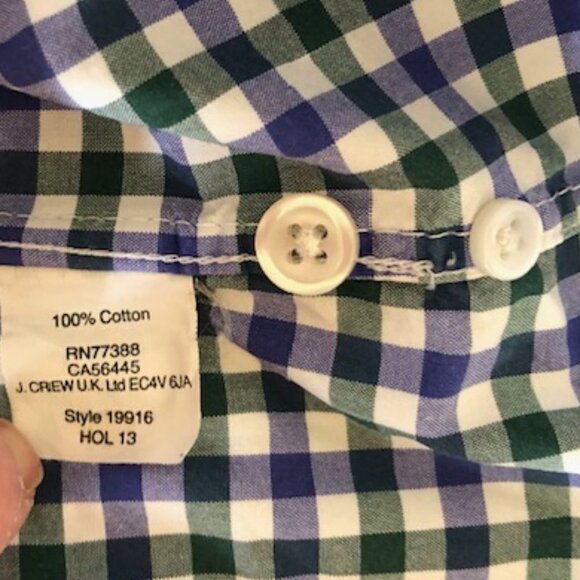 100% Cotton
RN77388
CA56445
J. CREW U.K. Ltd EC4V 6JA
Style 19916
HOL 13